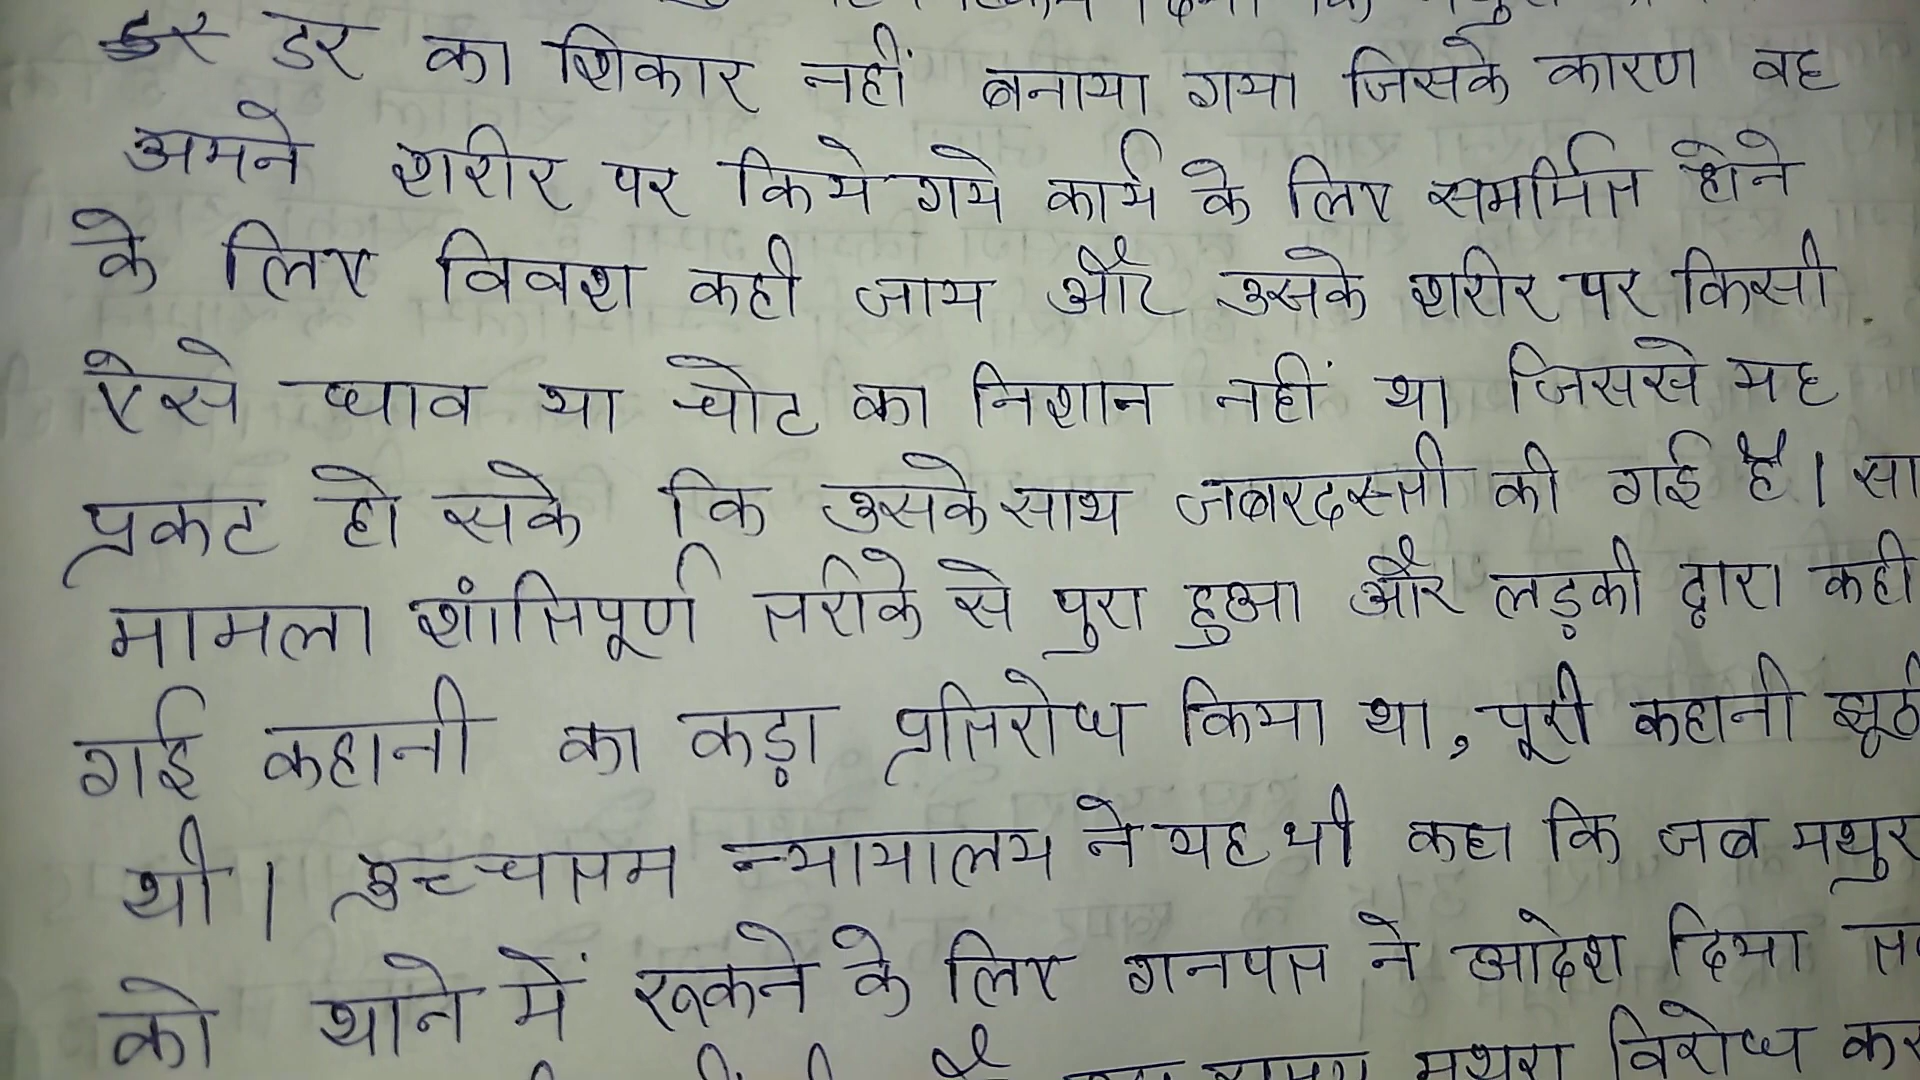 डर का शिकार नहीं बनाया गया जिसके कारण वह
अपने शरीर पर किये गये कार्य के लिए समर्पित होने
के लिए विवश कही जाय और उसके शरीर पर किसी
ऐसे घाव या चोट का निशान नहीं था जिससे यह
प्रकट हो सके कि उसके साथ जबरदस्ती की गई है। सा
मामला शांतिपूर्ण तरीके से पुरा हुआ और लड़की द्वारा कही
गई कहानी का कड़ा प्रतिरोध किया था, पूरी कहानी झूठी
थी। उच्चतम न्यायालय ने यह भी कहा कि जब मथुर
को थाने में रूकने के लिए गनपत ने आदेश दिया
मथुरा विरोध कर